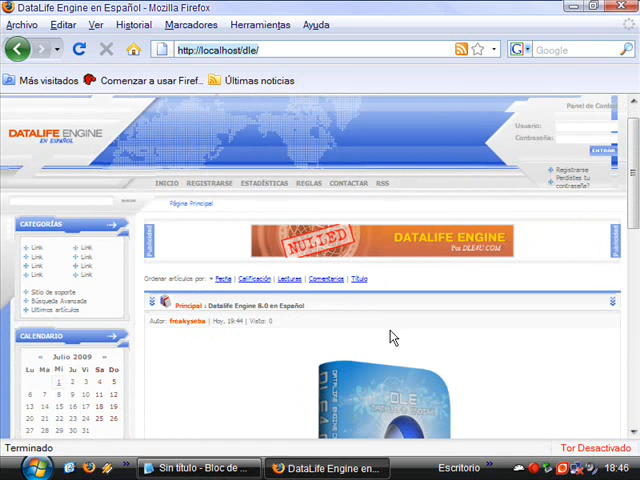 DataLife Engine en Español - Mozilla Firefox
Archivo Editar Ver Historial Marcadores Herramientas Ayuda
http://localhost/dle/
Google
Más visitados Comenzar a usar Firef... Últimas noticias
Panel de Contro
DATALIFE ENGINE
EN ESPAÑOL
Usuario:
Contraseña:
ENTRAR
Registrarse
Perdistes tu
contraseña?
INICIO REGISTRARSE ESTADÍSTICAS REGLAS CONTACTAR RSS
BUSCAR
Página Principal
CATEGORÍAS
Link Link
Link Link
Link Link
Link Link
Sitio de soporte
Búsqueda Avanzada
Ultimos artículos
Publicidad
NULLED
DATALIFE ENGINE
Por DLE4U.COM
Publicidad
Ordenar artículos por: Fecha | Calificación | Lecturas | Comentarios | Título
Principal : Datalife Engine 8.0 en Español
Autor: freakyseba | Hoy, 19:44 | Visto: 0
CALENDARIO
« Julio 2009 »
Lu Ma Mi Ju Vi Sa Do
1 2 3 4 5
6 7 8 9 10 11 12
13 14 15 16 17 18 19
20 21 22 23 24 25 26
27 28 29 30 31
DLE
Terminado
Tor Desactivado
Sin título - Bloc de ...
DataLife Engine en...
Escritorio
18:46